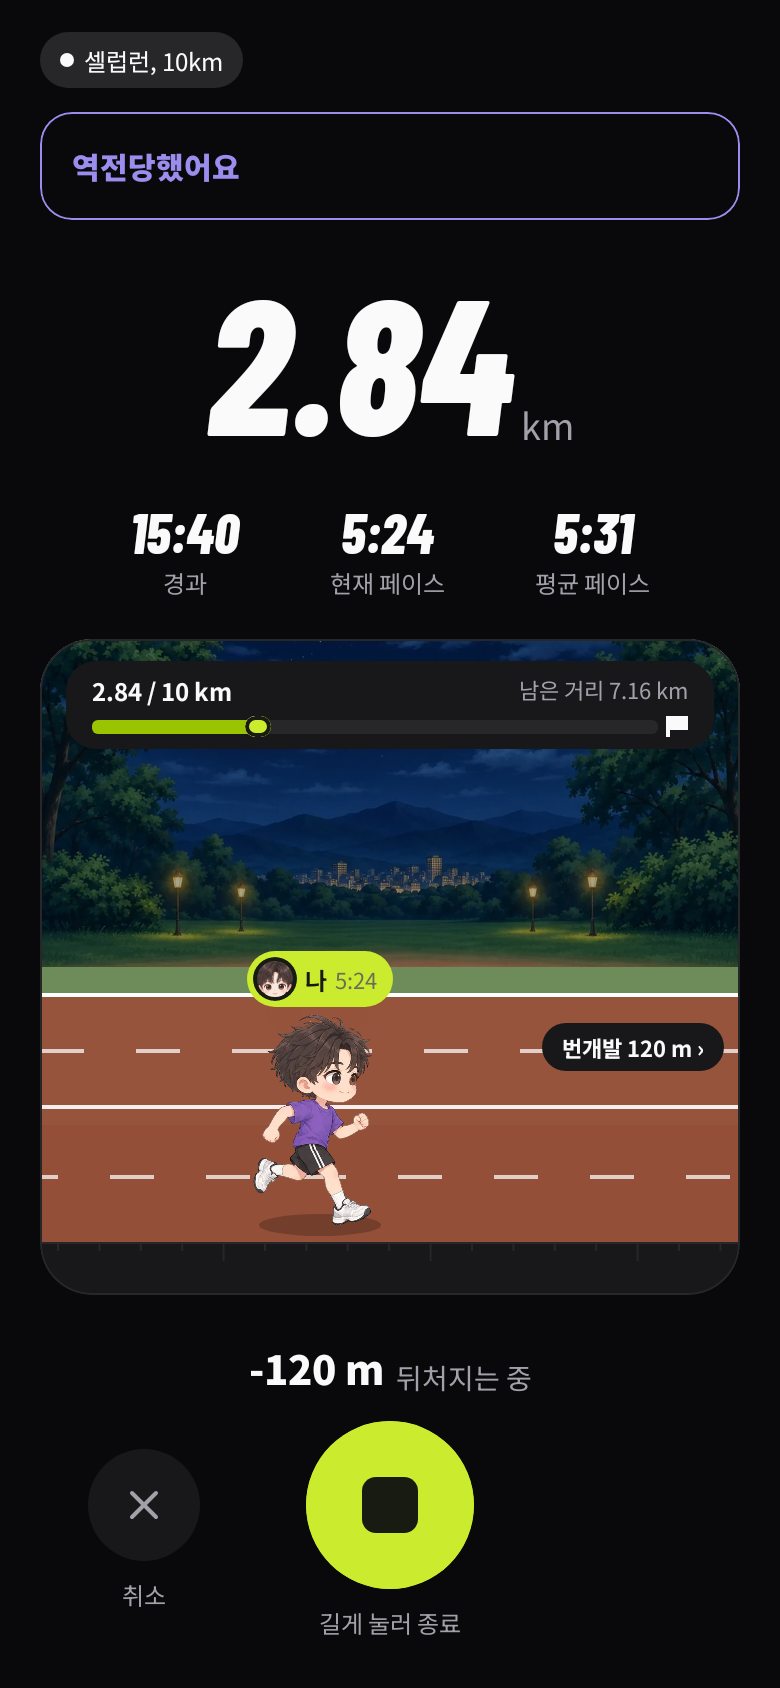 셀럽런, 10km
역전당했어요
2.84 km
15:40 5:24 5:31
경과 현재 페이스 평균 페이스
2.84 / 10 km 남은 거리 7.16 km
나 5:24
번개발 120 m ›
-120 m 뒤처지는 중
취소
길게 눌러 종료